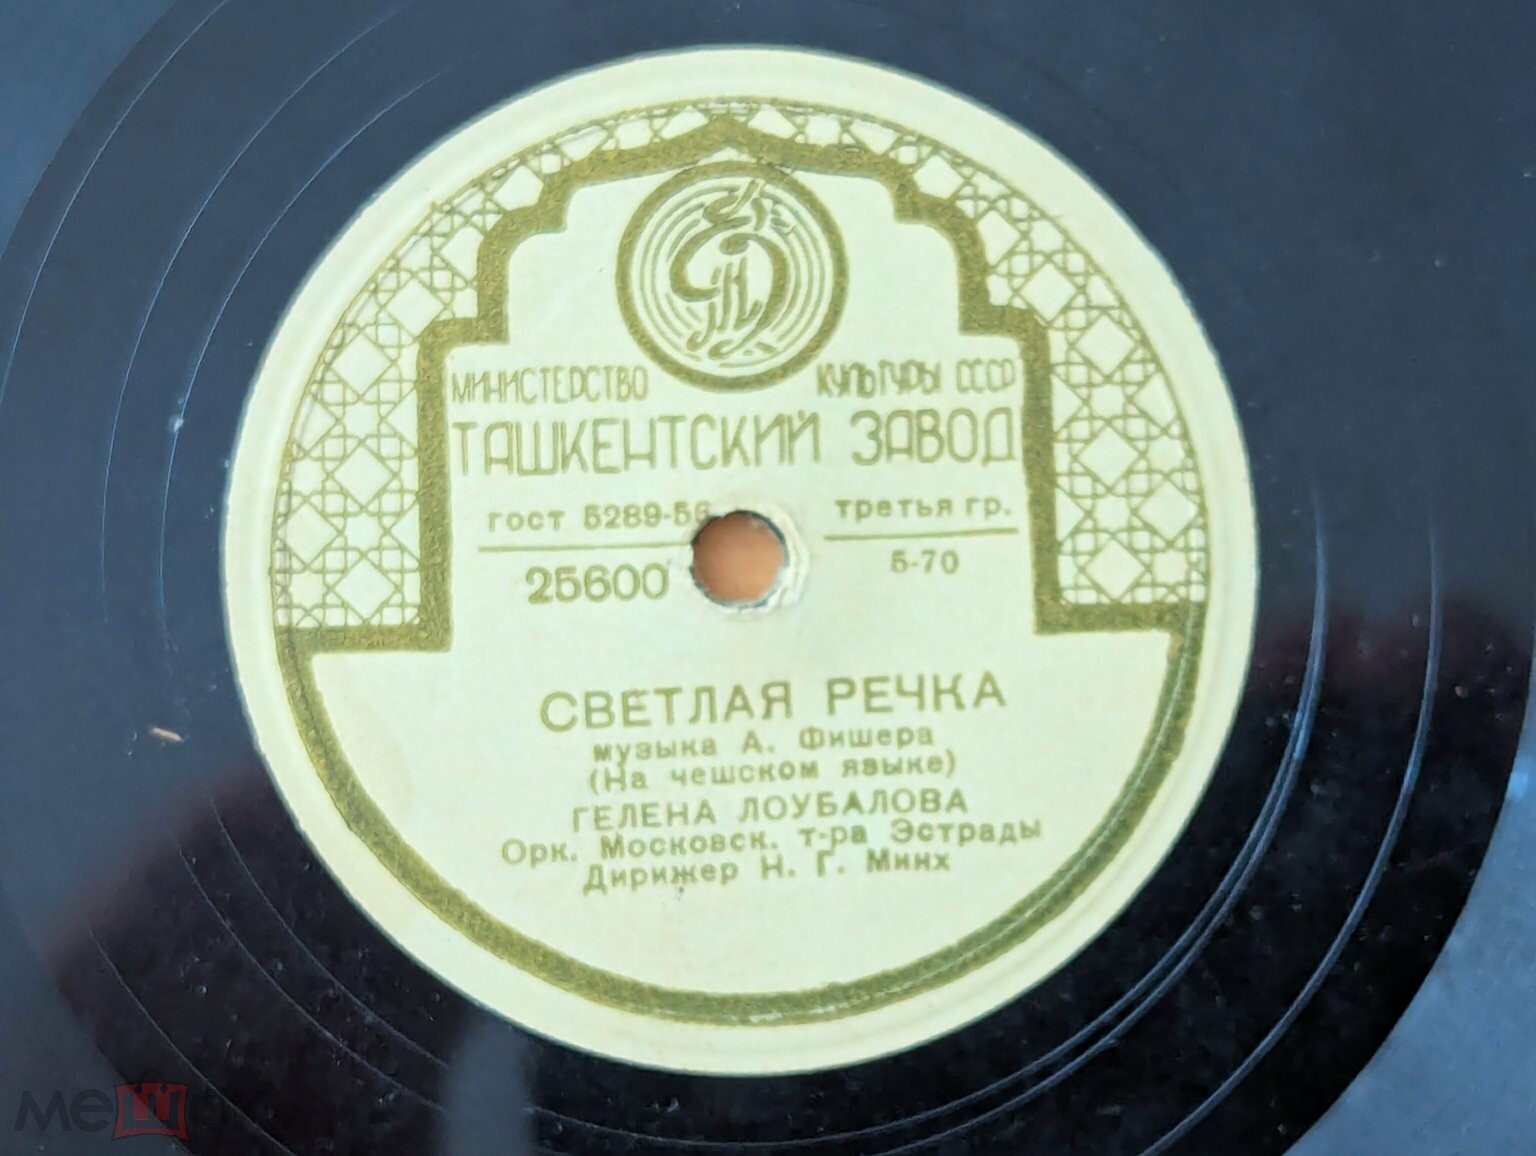 МИНИСТЕРСТВО КУЛЬТУРЫ СССР
ТАШКЕНТСКИЙ ЗАВОД
гост 5289-56 третья гр.
25600 5-70
СВЕТЛАЯ РЕЧКА
музыка А. Фишера
(На чешском языке)
ГЕЛЕНА ЛОУБАЛОВА
Орк. Московск. т-ра Эстрады
Дирижер Н. Г. Минх
мешок